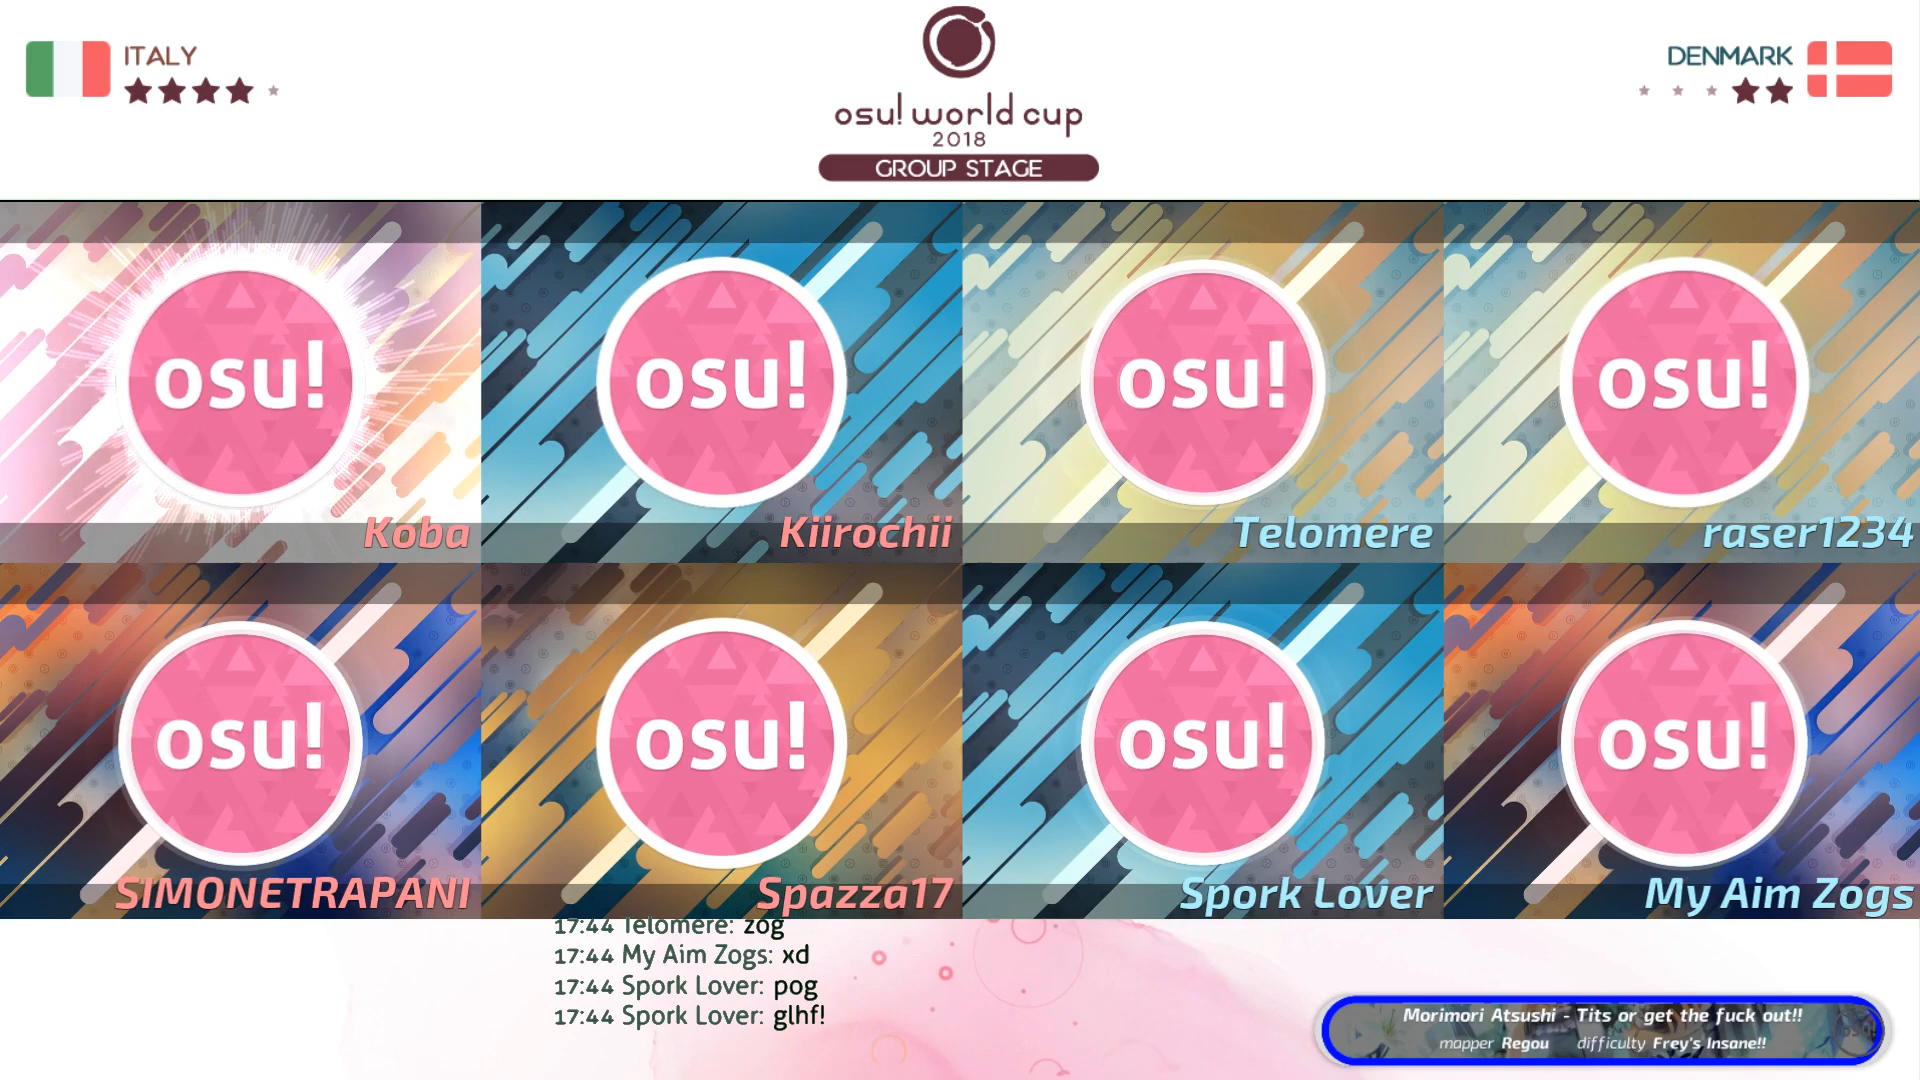 ITALY
DENMARK
osu! world cup
2018
GROUP STAGE
osu!
osu!
osu!
osu!
Koba
Kiirochii
Telomere
raser1234
osu!
osu!
osu!
osu!
SIMONETRAPANI
Spazza17
Spork Lover
My Aim Zogs
17:44 Telomere: zog
17:44 My Aim Zogs: xd
17:44 Spork Lover: pog
17:44 Spork Lover: glhf!
Morimori Atsushi - Tits or get the fuck out!!
mapper Regou difficulty Frey's Insane!!